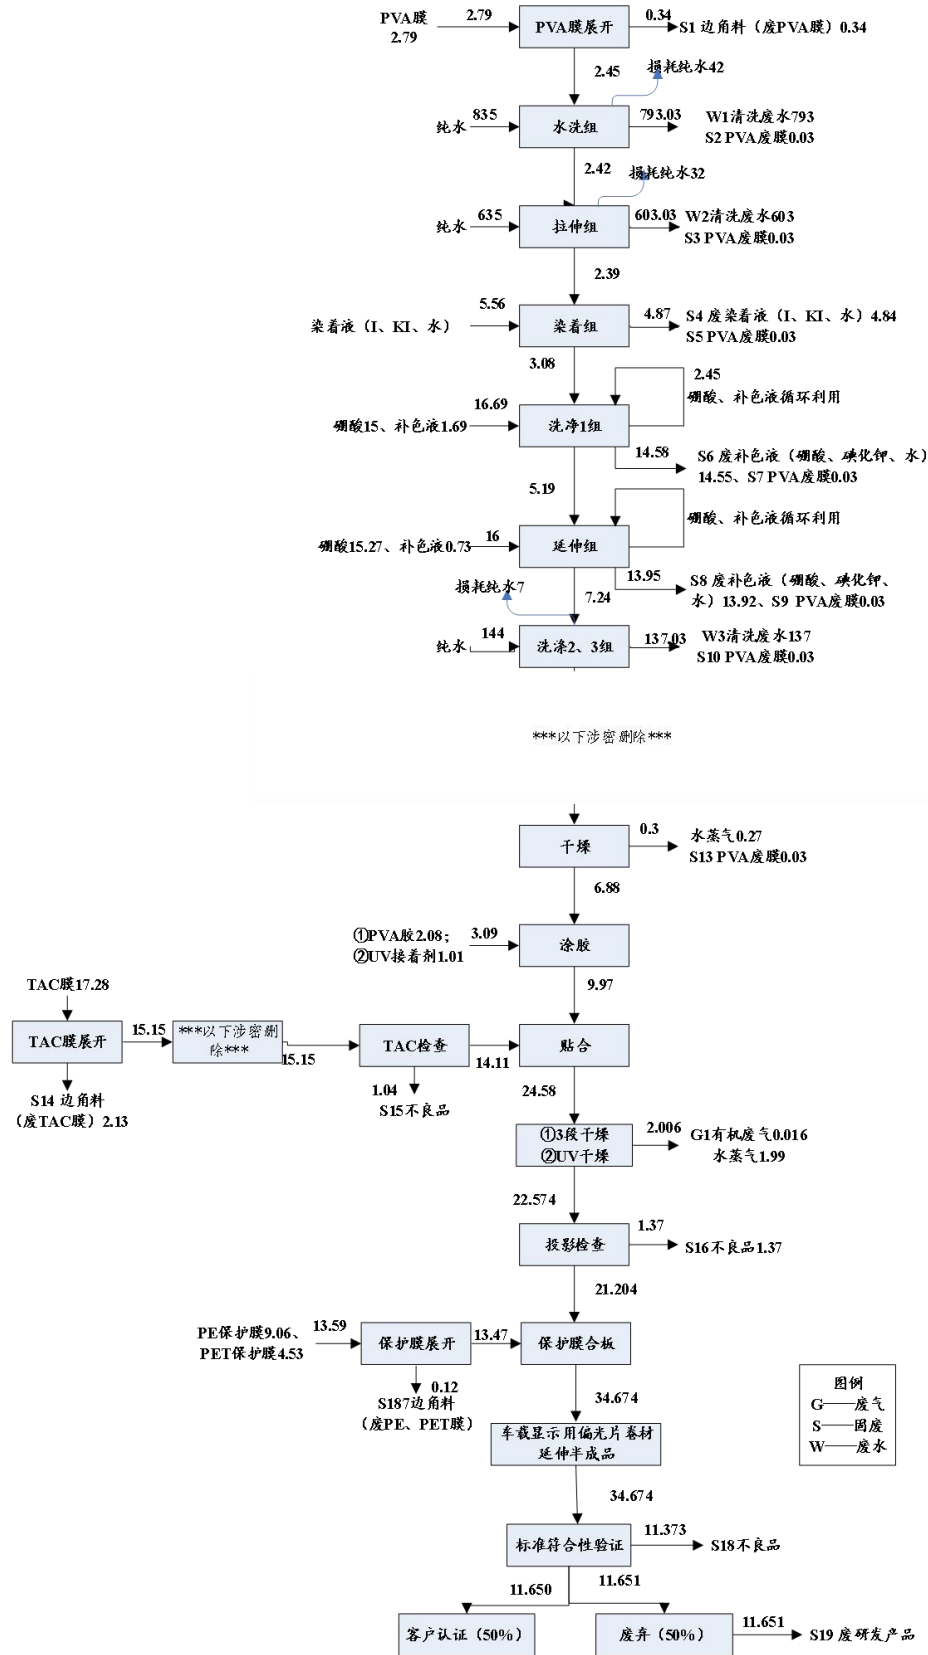 PVA膜
2.79
2.79
PVA膜展开
0.34
S1 边角料（废PVA膜）0.34
2.45
损耗纯水42
纯水
835
水洗组
793.03
W1清洗废水793
S2 PVA废膜0.03
2.42
损耗纯水32
纯水
635
拉伸组
603.03
W2清洗废水603
S3 PVA废膜0.03
2.39
染着液（I、KI、水）
5.56
染着组
4.87
S4 废染着液（I、KI、水）4.84
S5 PVA废膜0.03
3.08
2.45
硼酸、补色液循环利用
硼酸15、补色液1.69
16.69
洗净1组
14.58
S6 废补色液（硼酸、碘化钾、水）
14.55、S7 PVA废膜0.03
5.19
硼酸、补色液循环利用
硼酸15.27、补色液0.73
16
延伸组
13.95
S8 废补色液（硼酸、碘化钾、
水）13.92、S9 PVA废膜0.03
损耗纯水7
7.24
纯水
144
洗涤2、3组
137.03
W3清洗废水137
S10 PVA废膜0.03
***以下涉密删除***
干燥
0.3
水蒸气0.27
S13 PVA废膜0.03
6.88
①PVA胶2.08；
②UV接着剂1.01
3.09
涂胶
9.97
TAC膜17.28
TAC膜展开
15.15
***以下涉密删
除***
15.15
TAC检查
14.11
贴合
S14 边角料
（废TAC膜）2.13
1.04
S15不良品
24.58
①3段干燥
②UV干燥
2.006
G1有机废气0.016
水蒸气1.99
22.574
投影检查
1.37
S16不良品1.37
21.204
PE保护膜9.06、
PET保护膜4.53
13.59
保护膜展开
13.47
保护膜合板
0.12
S187边角料
（废PE、PET膜）
34.674
图例
G——废气
S——固废
W——废水
车载显示用偏光片卷材
延伸半成品
34.674
标准符合性验证
11.373
S18不良品
11.650
11.651
客户认证（50%）
废弃（50%）
11.651
S19 废研发产品